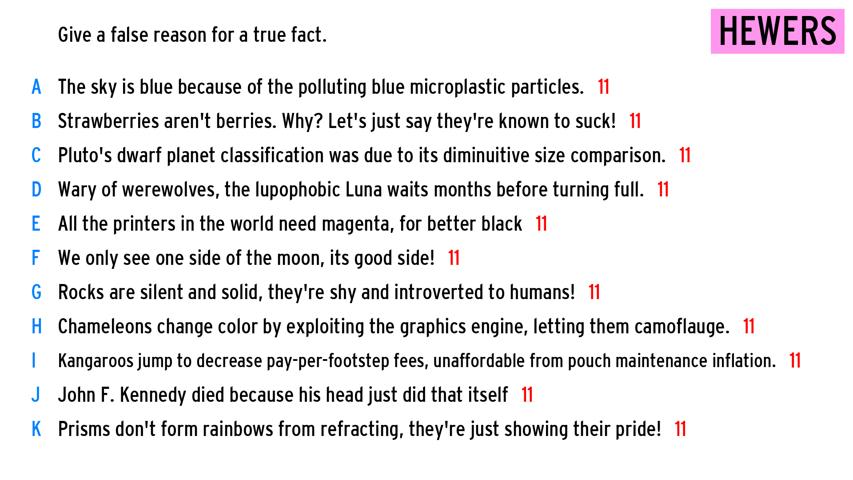 Give a false reason for a true fact.
HEWERS
A The sky is blue because of the polluting blue microplastic particles. 11
B Strawberries aren't berries. Why? Let's just say they're known to suck! 11
C Pluto's dwarf planet classification was due to its diminuitive size comparison. 11
D Wary of werewolves, the lupophobic Luna waits months before turning full. 11
E All the printers in the world need magenta, for better black 11
F We only see one side of the moon, its good side! 11
G Rocks are silent and solid, they're shy and introverted to humans! 11
H Chameleons change color by exploiting the graphics engine, letting them camoflauge. 11
I Kangaroos jump to decrease pay-per-footstep fees, unaffordable from pouch maintenance inflation. 11
J John F. Kennedy died because his head just did that itself 11
K Prisms don't form rainbows from refracting, they're just showing their pride! 11